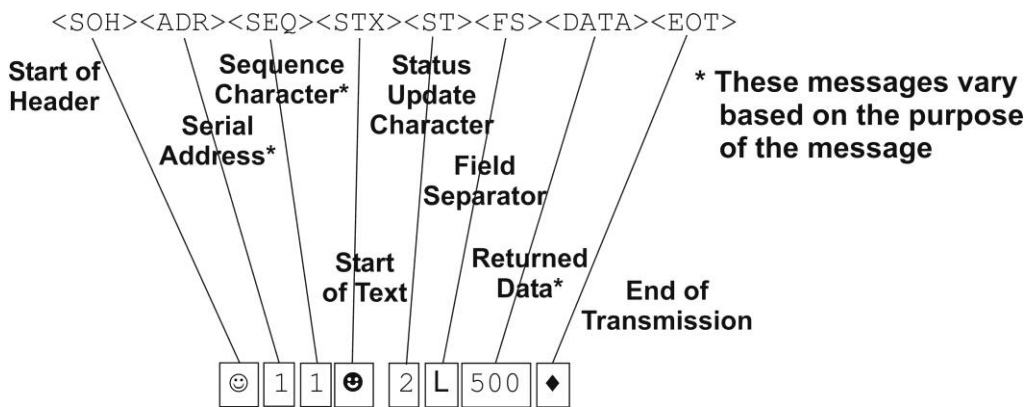 <SOH><ADR><SEQ><STX><ST><FS><DATA><EOT>
Start of
Header
Serial
Address*
Sequence
Character*
Start
of Text
Status
Update
Character
Field
Separator
Returned
Data*
End of
Transmission
* These messages vary
based on the purpose
of the message
☺ 1 1 ☻ 2 L 500 ♦